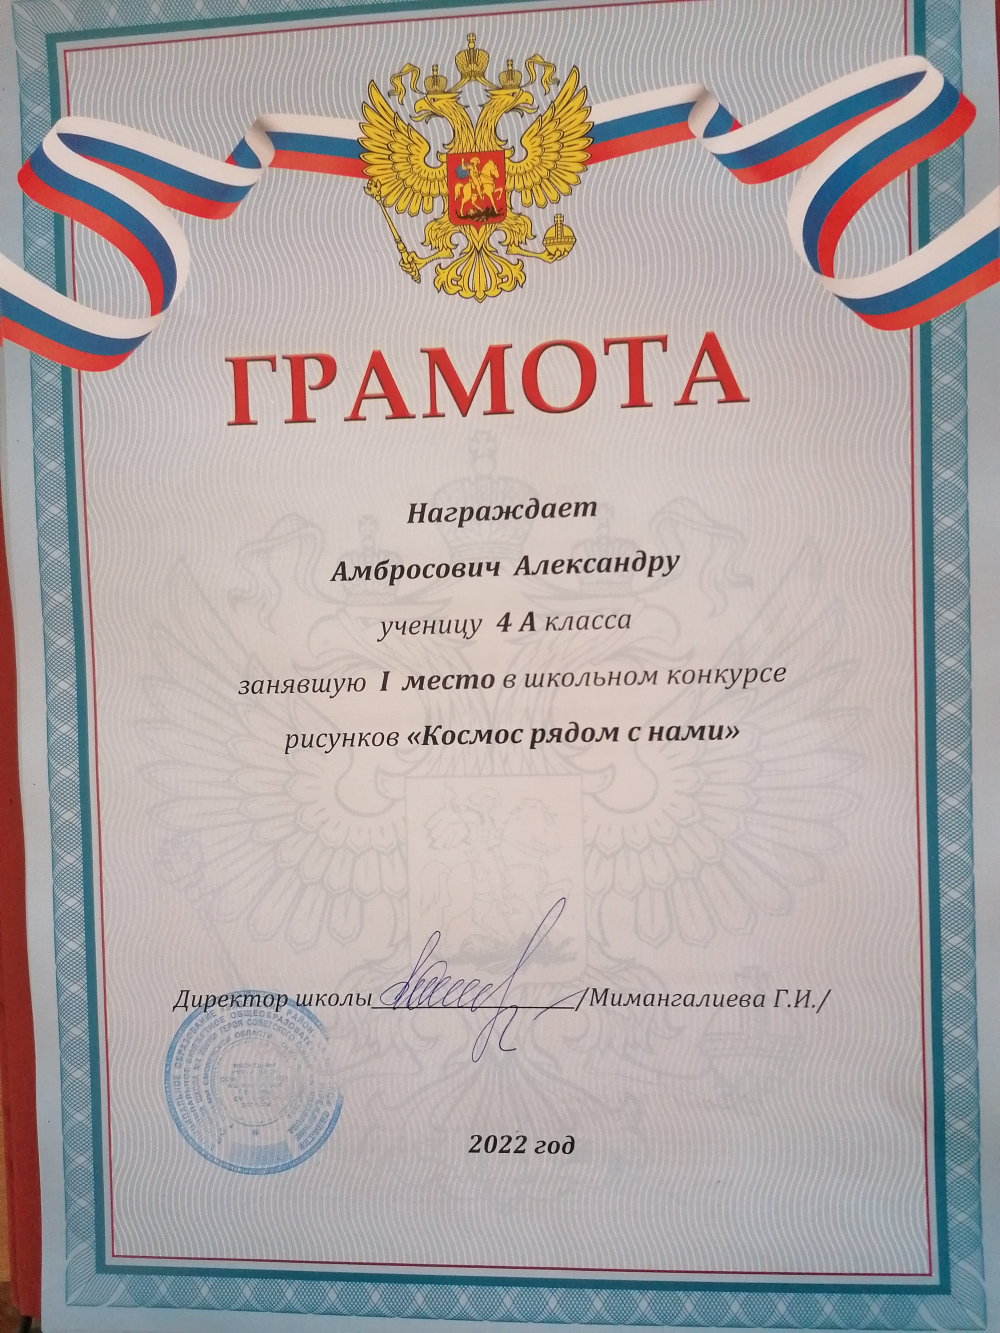 ГРАМОТА
Награждает
Амбросович Александру
ученицу 4 А класса
занявшую I место в школьном конкурсе
рисунков «Космос рядом с нами»
Директор школы /Мимангалиева Г.И./
2022 год